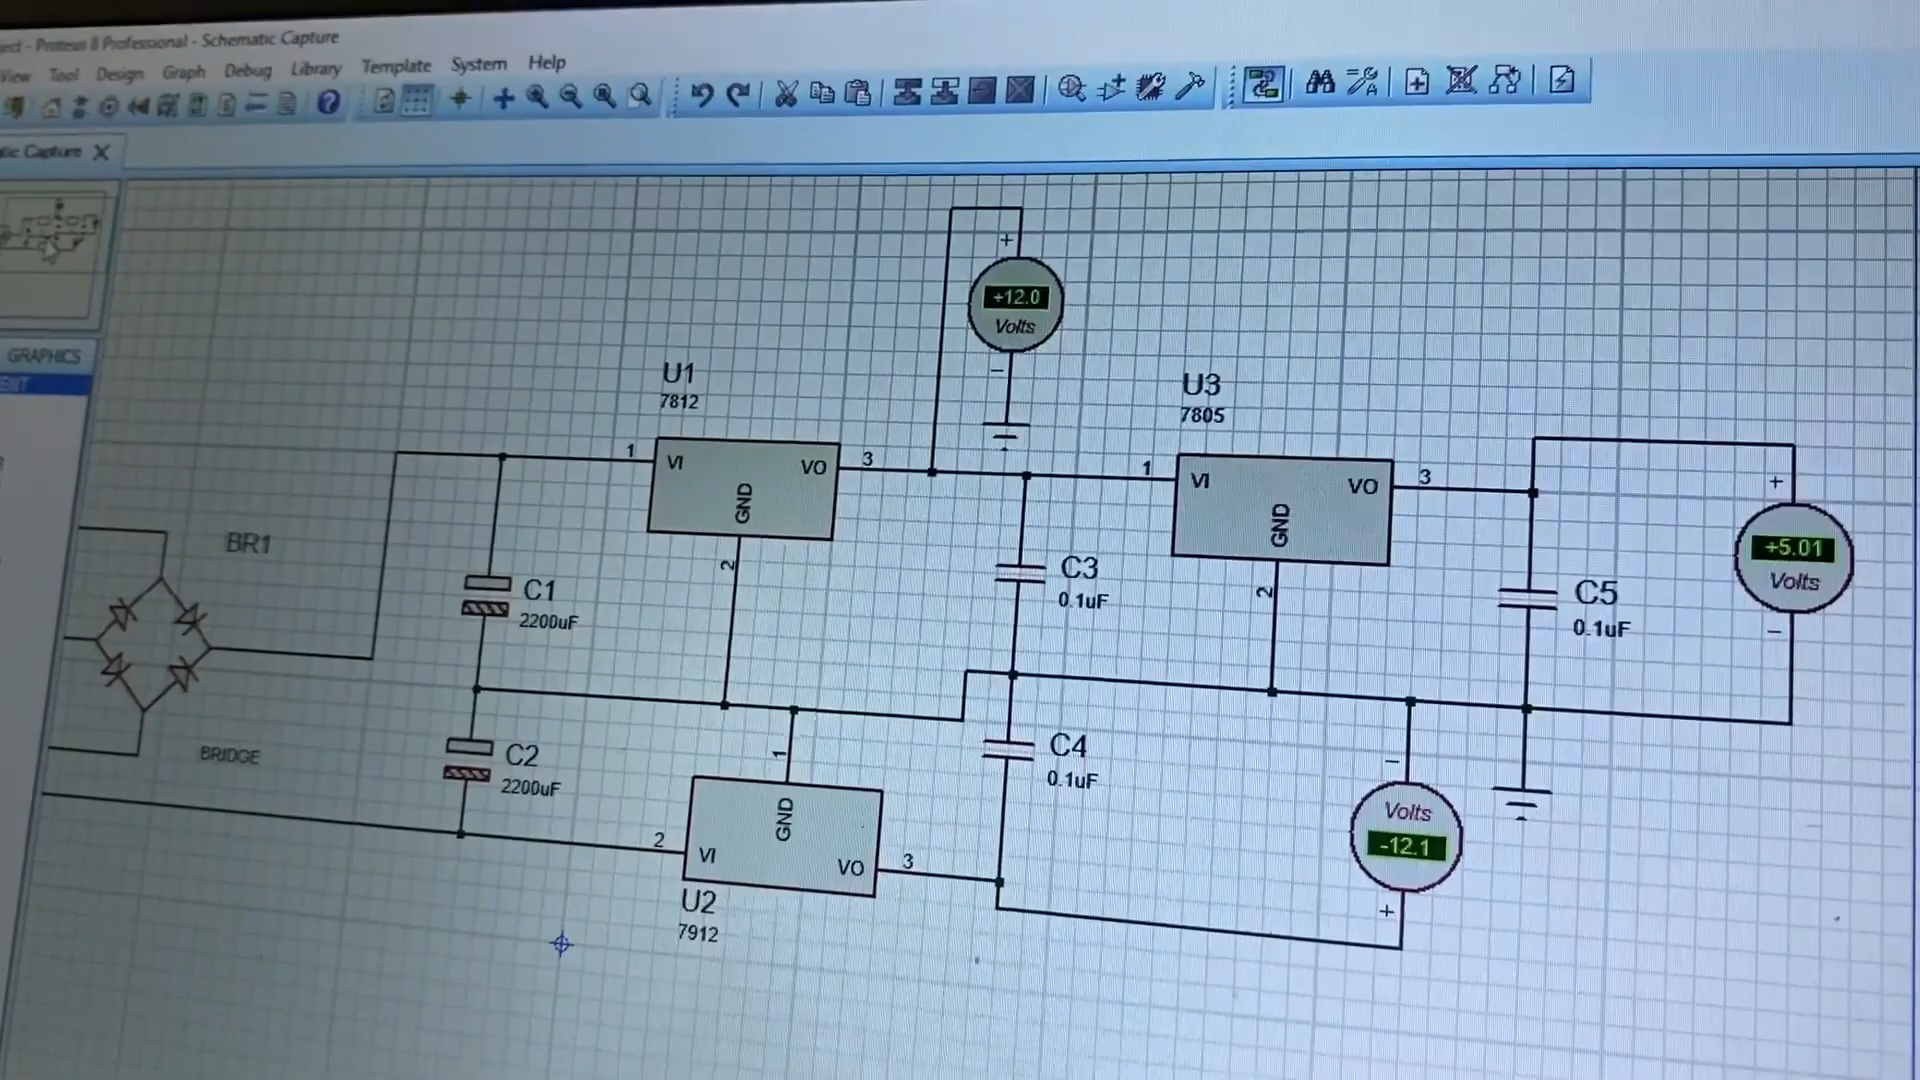 ect - Proteus 8 Professional - Schematic Capture
View Tool Design Graph Debug Library Template System Help
tic Capture X
GRAPHICS
+
+12.0
Volts
−
U1
7812
1 VI VO 3
GND
2
U3
7805
1 VI VO 3
GND
2
+
+5.01
Volts
−
BR1
BRIDGE
C1
2200uF
C3
0.1uF
C5
0.1uF
C2
2200uF
C4
0.1uF
1
GND
2 VI VO 3
U2
7912
−
Volts
-12.1
+